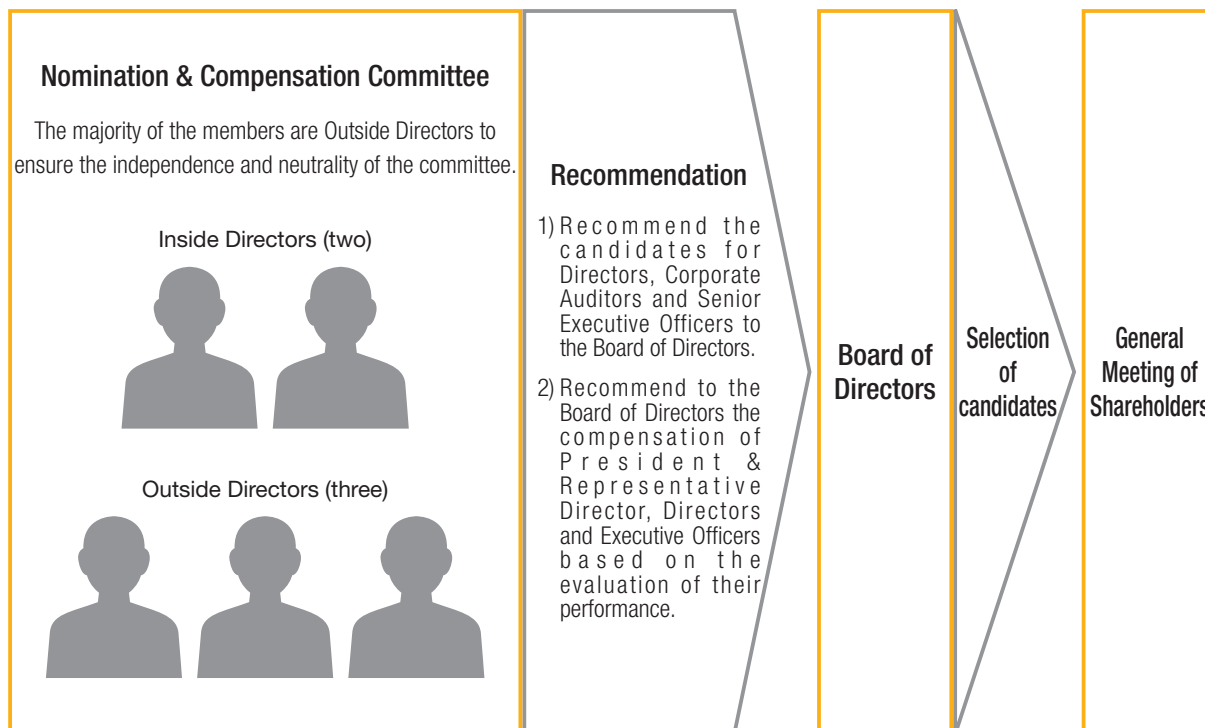 Nomination & Compensation Committee
The majority of the members are Outside Directors to
ensure the independence and neutrality of the committee.
Inside Directors (two)
Outside Directors (three)
Recommendation
1) Recommend the
candidates for
Directors, Corporate
Auditors and Senior
Executive Officers to
the Board of Directors.
2) Recommend to the
Board of Directors the
compensation of
President &
Representative
Director, Directors
and Executive Officers
based on the
evaluation of their
performance.
Board of
Directors
Selection
of
candidates
General
Meeting of
Shareholders